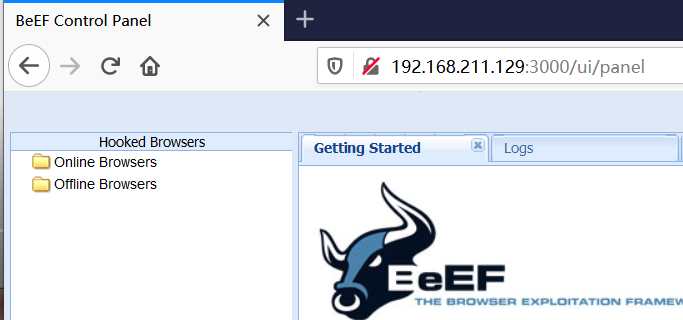 BeEF Control Panel
192.168.211.129:3000/ui/panel
Hooked Browsers
Online Browsers
Offline Browsers
Getting Started
Logs
BeEF
THE BROWSER EXPLOITATION FRAMEW